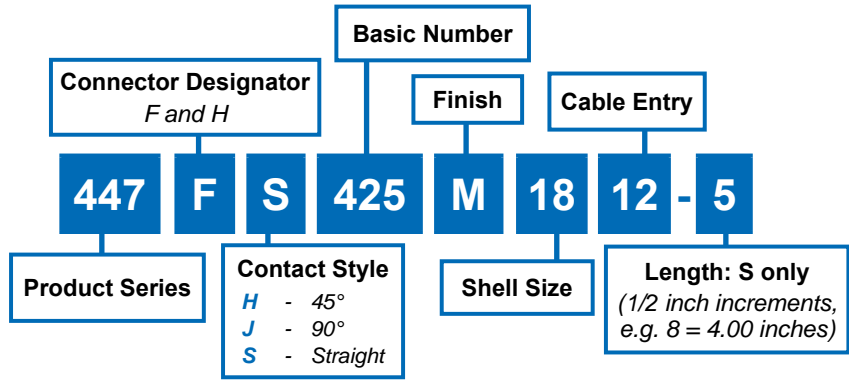 Basic Number
Connector Designator
F and H
Finish
Cable Entry
447 F S 425 M 18 12 - 5
Product Series
Contact Style
H - 45°
J - 90°
S - Straight
Shell Size
Length: S only
(1/2 inch increments,
e.g. 8 = 4.00 inches)